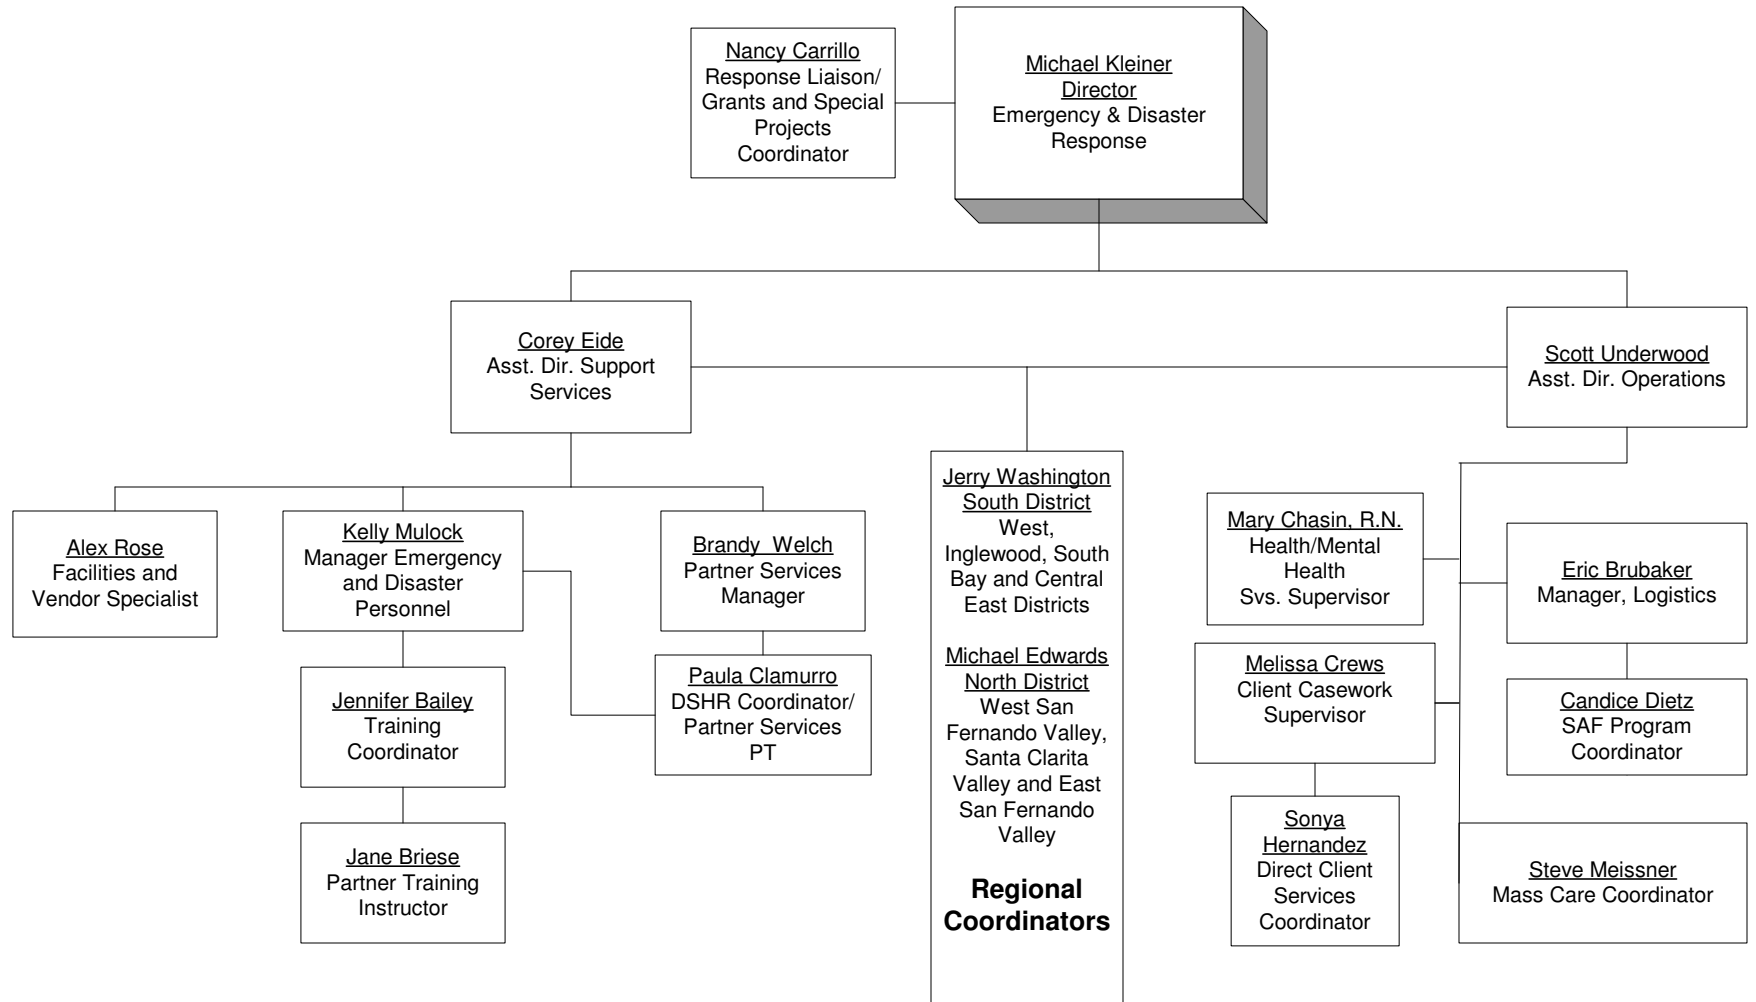 Nancy Carrillo
Response Liaison/
Grants and Special
Projects
Coordinator
Michael Kleiner
Director
Emergency & Disaster
Response
Corey Eide
Asst. Dir. Support
Services
Scott Underwood
Asst. Dir. Operations
Alex Rose
Facilities and
Vendor Specialist
Kelly Mulock
Manager Emergency
and Disaster
Personnel
Brandy  Welch
Partner Services
Manager
Jennifer Bailey
Training
Coordinator
Paula Clamurro
DSHR Coordinator/
Partner Services
PT
Jane Briese
Partner Training
Instructor
Jerry Washington
South District
West,
Inglewood, South
Bay and Central
East Districts
Michael Edwards
North District
West San
Fernando Valley,
Santa Clarita
Valley and East
San Fernando
Valley
Regional
Coordinators
Mary Chasin, R.N.
Health/Mental
Health
Svs. Supervisor
Eric Brubaker
Manager, Logistics
Melissa Crews
Client Casework
Supervisor
Candice Dietz
SAF Program
Coordinator
Sonya
Hernandez
Direct Client
Services
Coordinator
Steve Meissner
Mass Care Coordinator